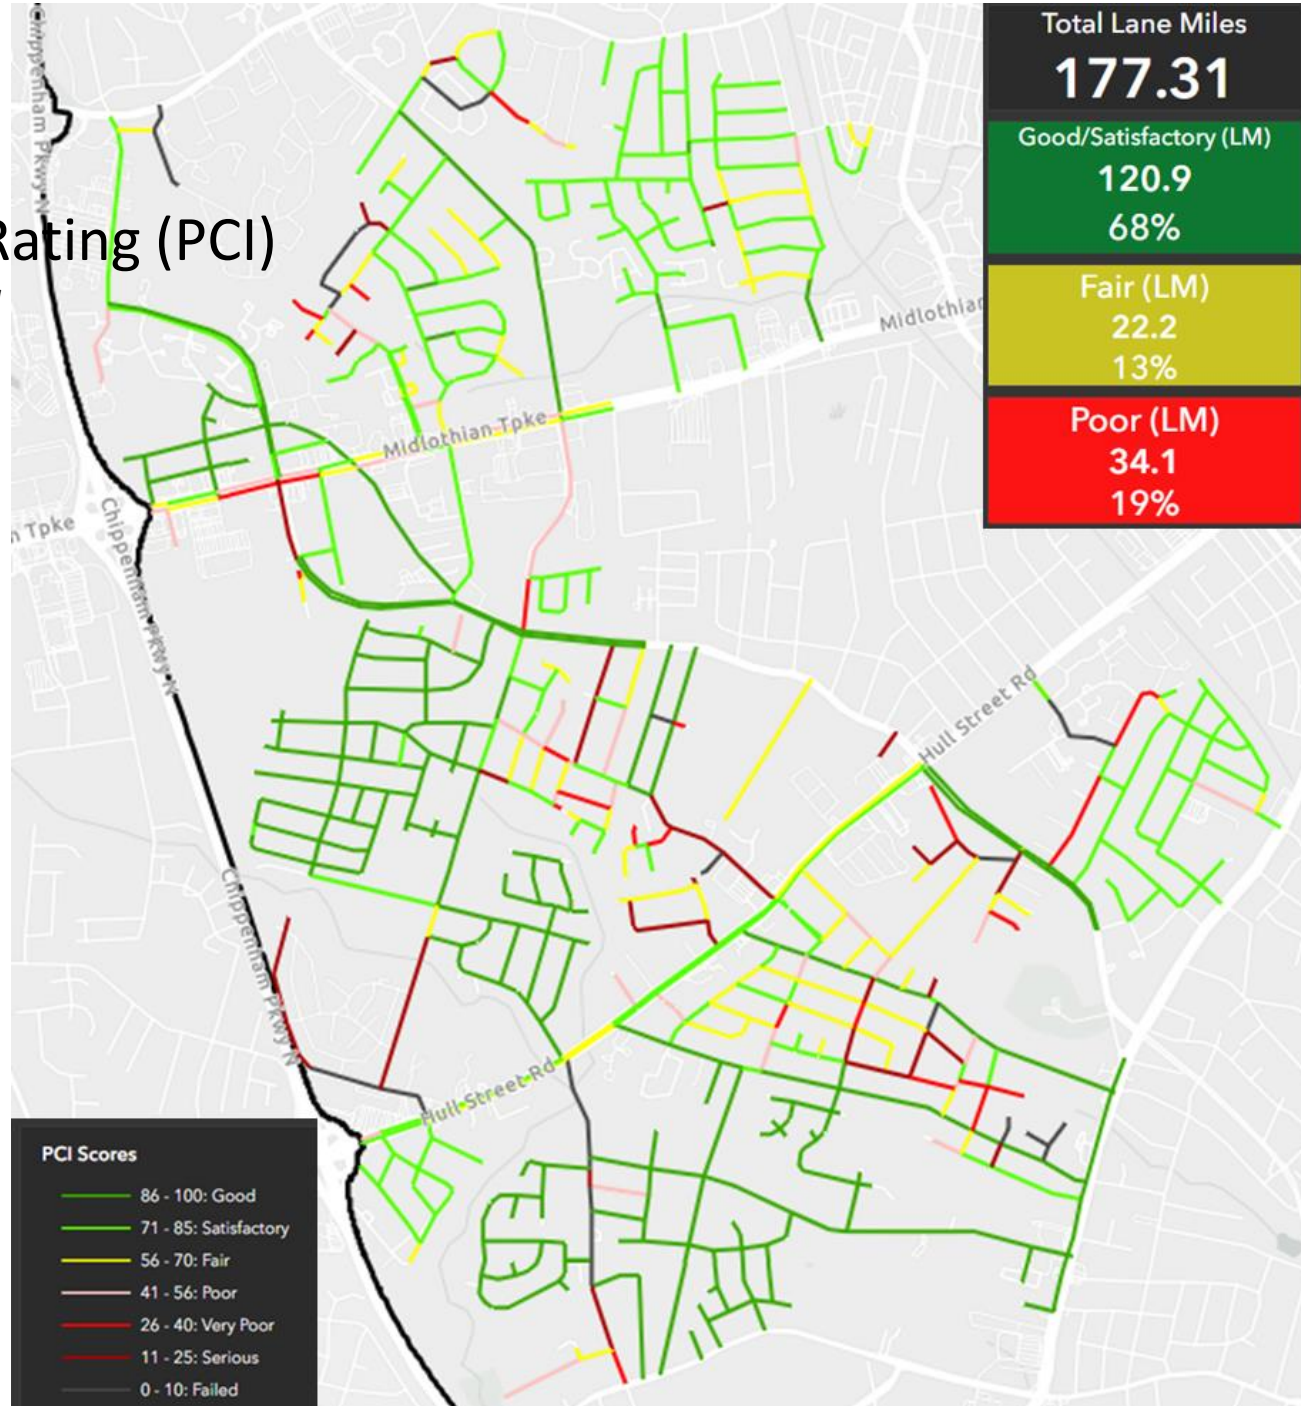 Total Lane Miles
177.31
Good/Satisfactory (LM)
120.9
68%
Fair (LM)
22.2
13%
Poor (LM)
34.1
19%
Chippenham Pkwy N
Rating (PCI)
Midlothian
Midlothian Tpke
Tpke
Chippenham Pkwy N
Hull Street Rd
Chippenham Pkwy N
Hull Street Rd
PCI Scores
86 - 100: Good
71 - 85: Satisfactory
56 - 70: Fair
41 - 56: Poor
26 - 40: Very Poor
11 - 25: Serious
0 - 10: Failed